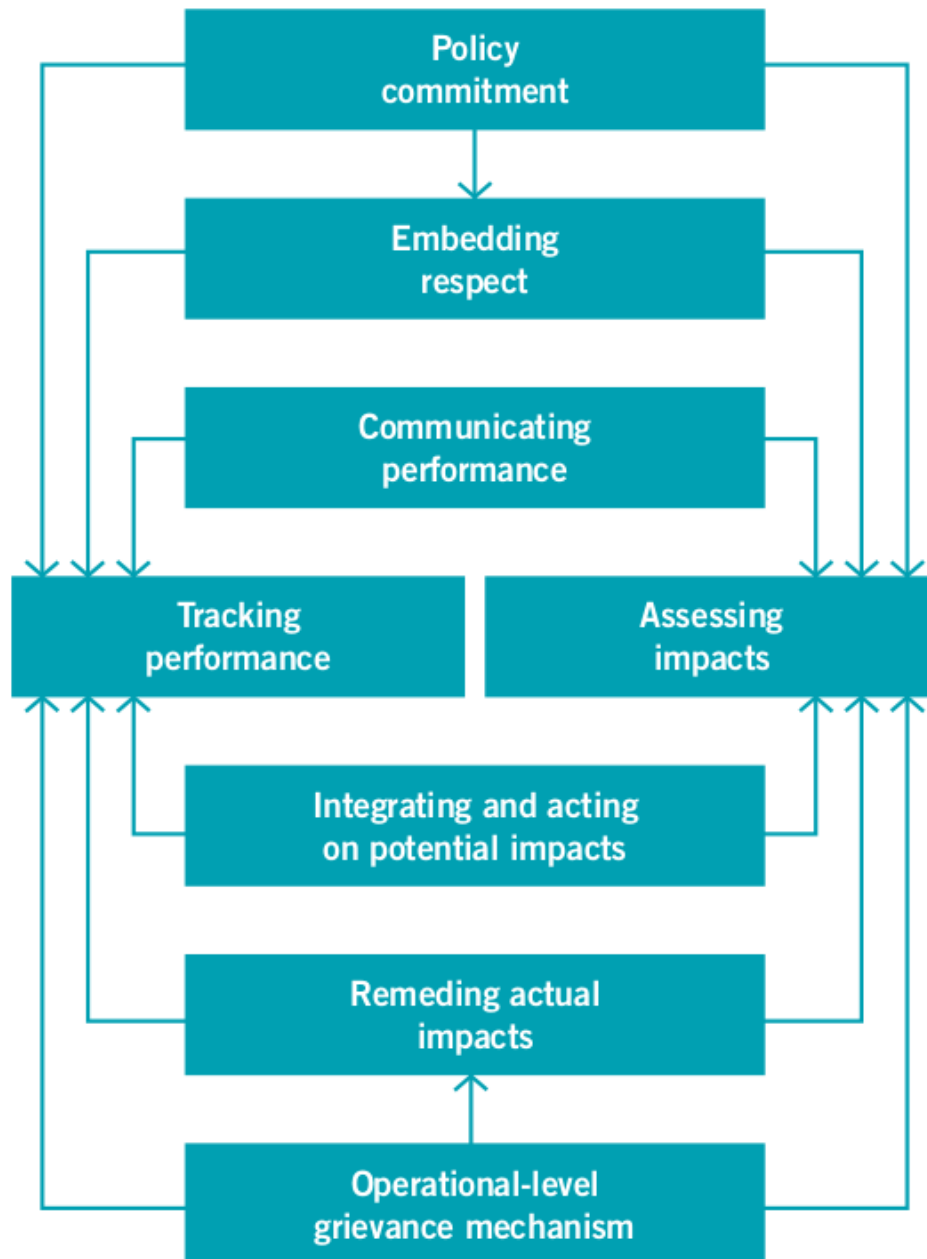 Policy
commitment
Embedding
respect
Communicating
performance
Tracking
performance
Assessing
impacts
Integrating and acting
on potential impacts
Remeding actual
impacts
Operational-level
grievance mechanism